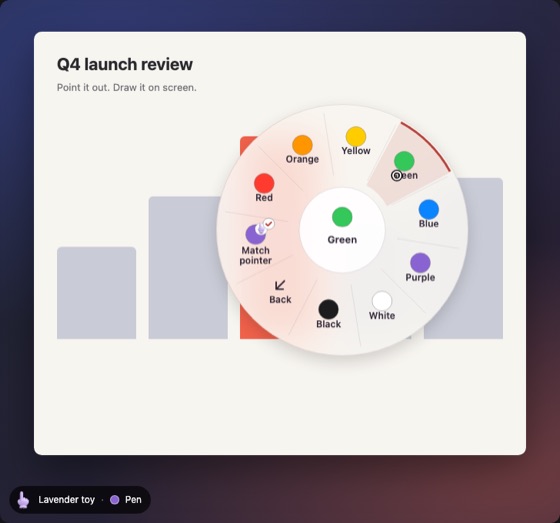 Q4 launch review
Point it out. Draw it on screen.
Yellow
Orange
Red
Blue
Green
Match
pointer
Purple
Back
White
Black
Lavender toy · Pen